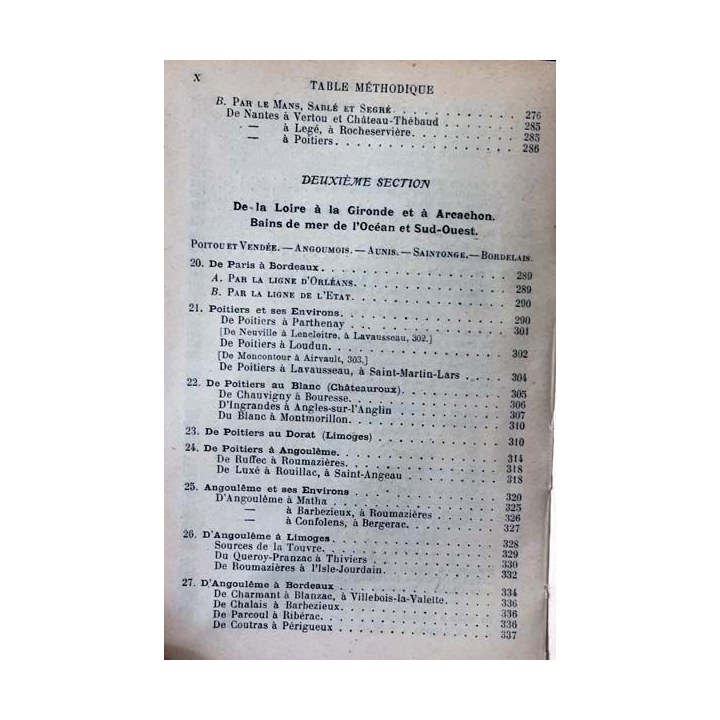 X
TABLE MÉTHODIQUE
B. PAR LE MANS, SABLÉ ET SEGRÉ. . . . . . . . . . . 276
De Nantes à Vertou et Château-Thébaud . . . . . . . 285
— à Legé, à Rocheservière. . . . . . . . . . 285
— à Poitiers. . . . . . . . . . . . . . . . 286
DEUXIÈME SECTION
De la Loire à la Gironde et à Arcachon.
Bains de mer de l'Océan et Sud-Ouest.
POITOU ET VENDÉE. — ANGOUMOIS. — AUNIS. — SAINTONGE. — BORDELAIS.
20. De Paris à Bordeaux. . . . . . . . . . . . . . 289
A. PAR LA LIGNE D'ORLÉANS. . . . . . . . . . . 289
B. PAR LA LIGNE DE L'ETAT. . . . . . . . . . . 290
21. Poitiers et ses Environs. . . . . . . . . . . . 290
De Poitiers à Parthenay . . . . . . . . . . . . 301
[De Neuville à Lencloître, à Lavausseau, 302.]
De Poitiers à Loudun. . . . . . . . . . . . . . 302
[De Moncontour à Airvault, 303.]
De Poitiers à Lavausseau, à Saint-Martin-Lars . . . 304
22. De Poitiers au Blanc (Châteauroux). . . . . . . . 305
De Chauvigny à Bouresse. . . . . . . . . . . . 306
D'Ingrandes à Angles-sur-l'Anglin . . . . . . . . 307
Du Blanc à Montmorillon. . . . . . . . . . . . 310
23. De Poitiers au Dorat (Limoges) . . . . . . . . . 310
24. De Poitiers à Angoulême. . . . . . . . . . . . 314
De Ruffec à Roumazières. . . . . . . . . . . . 318
De Luxé à Rouillac, à Saint-Angeau . . . . . . . 318
25. Angoulême et ses Environs . . . . . . . . . . . 320
D'Angoulême à Matha . . . . . . . . . . . . . 325
— à Barbezieux, à Roumazières . . . . . . 326
— à Confolens, à Bergerac. . . . . . . . 327
26. D'Angoulême à Limoges. . . . . . . . . . . . . 328
Sources de la Touvre. . . . . . . . . . . . . . 329
Du Queroy-Pranzac à Thiviers . . . . . . . . . . 330
De Roumazières à l'Isle-Jourdain. . . . . . . . . 332
27. D'Angoulême à Bordeaux . . . . . . . . . . . . 334
De Charmant à Blanzac, à Villebois-la-Valette. . . . 336
De Chalais à Barbezieux. . . . . . . . . . . . 336
De Parcoul à Ribérac. . . . . . . . . . . . . . 336
De Coutras à Périgueux . . . . . . . . . . . . 337